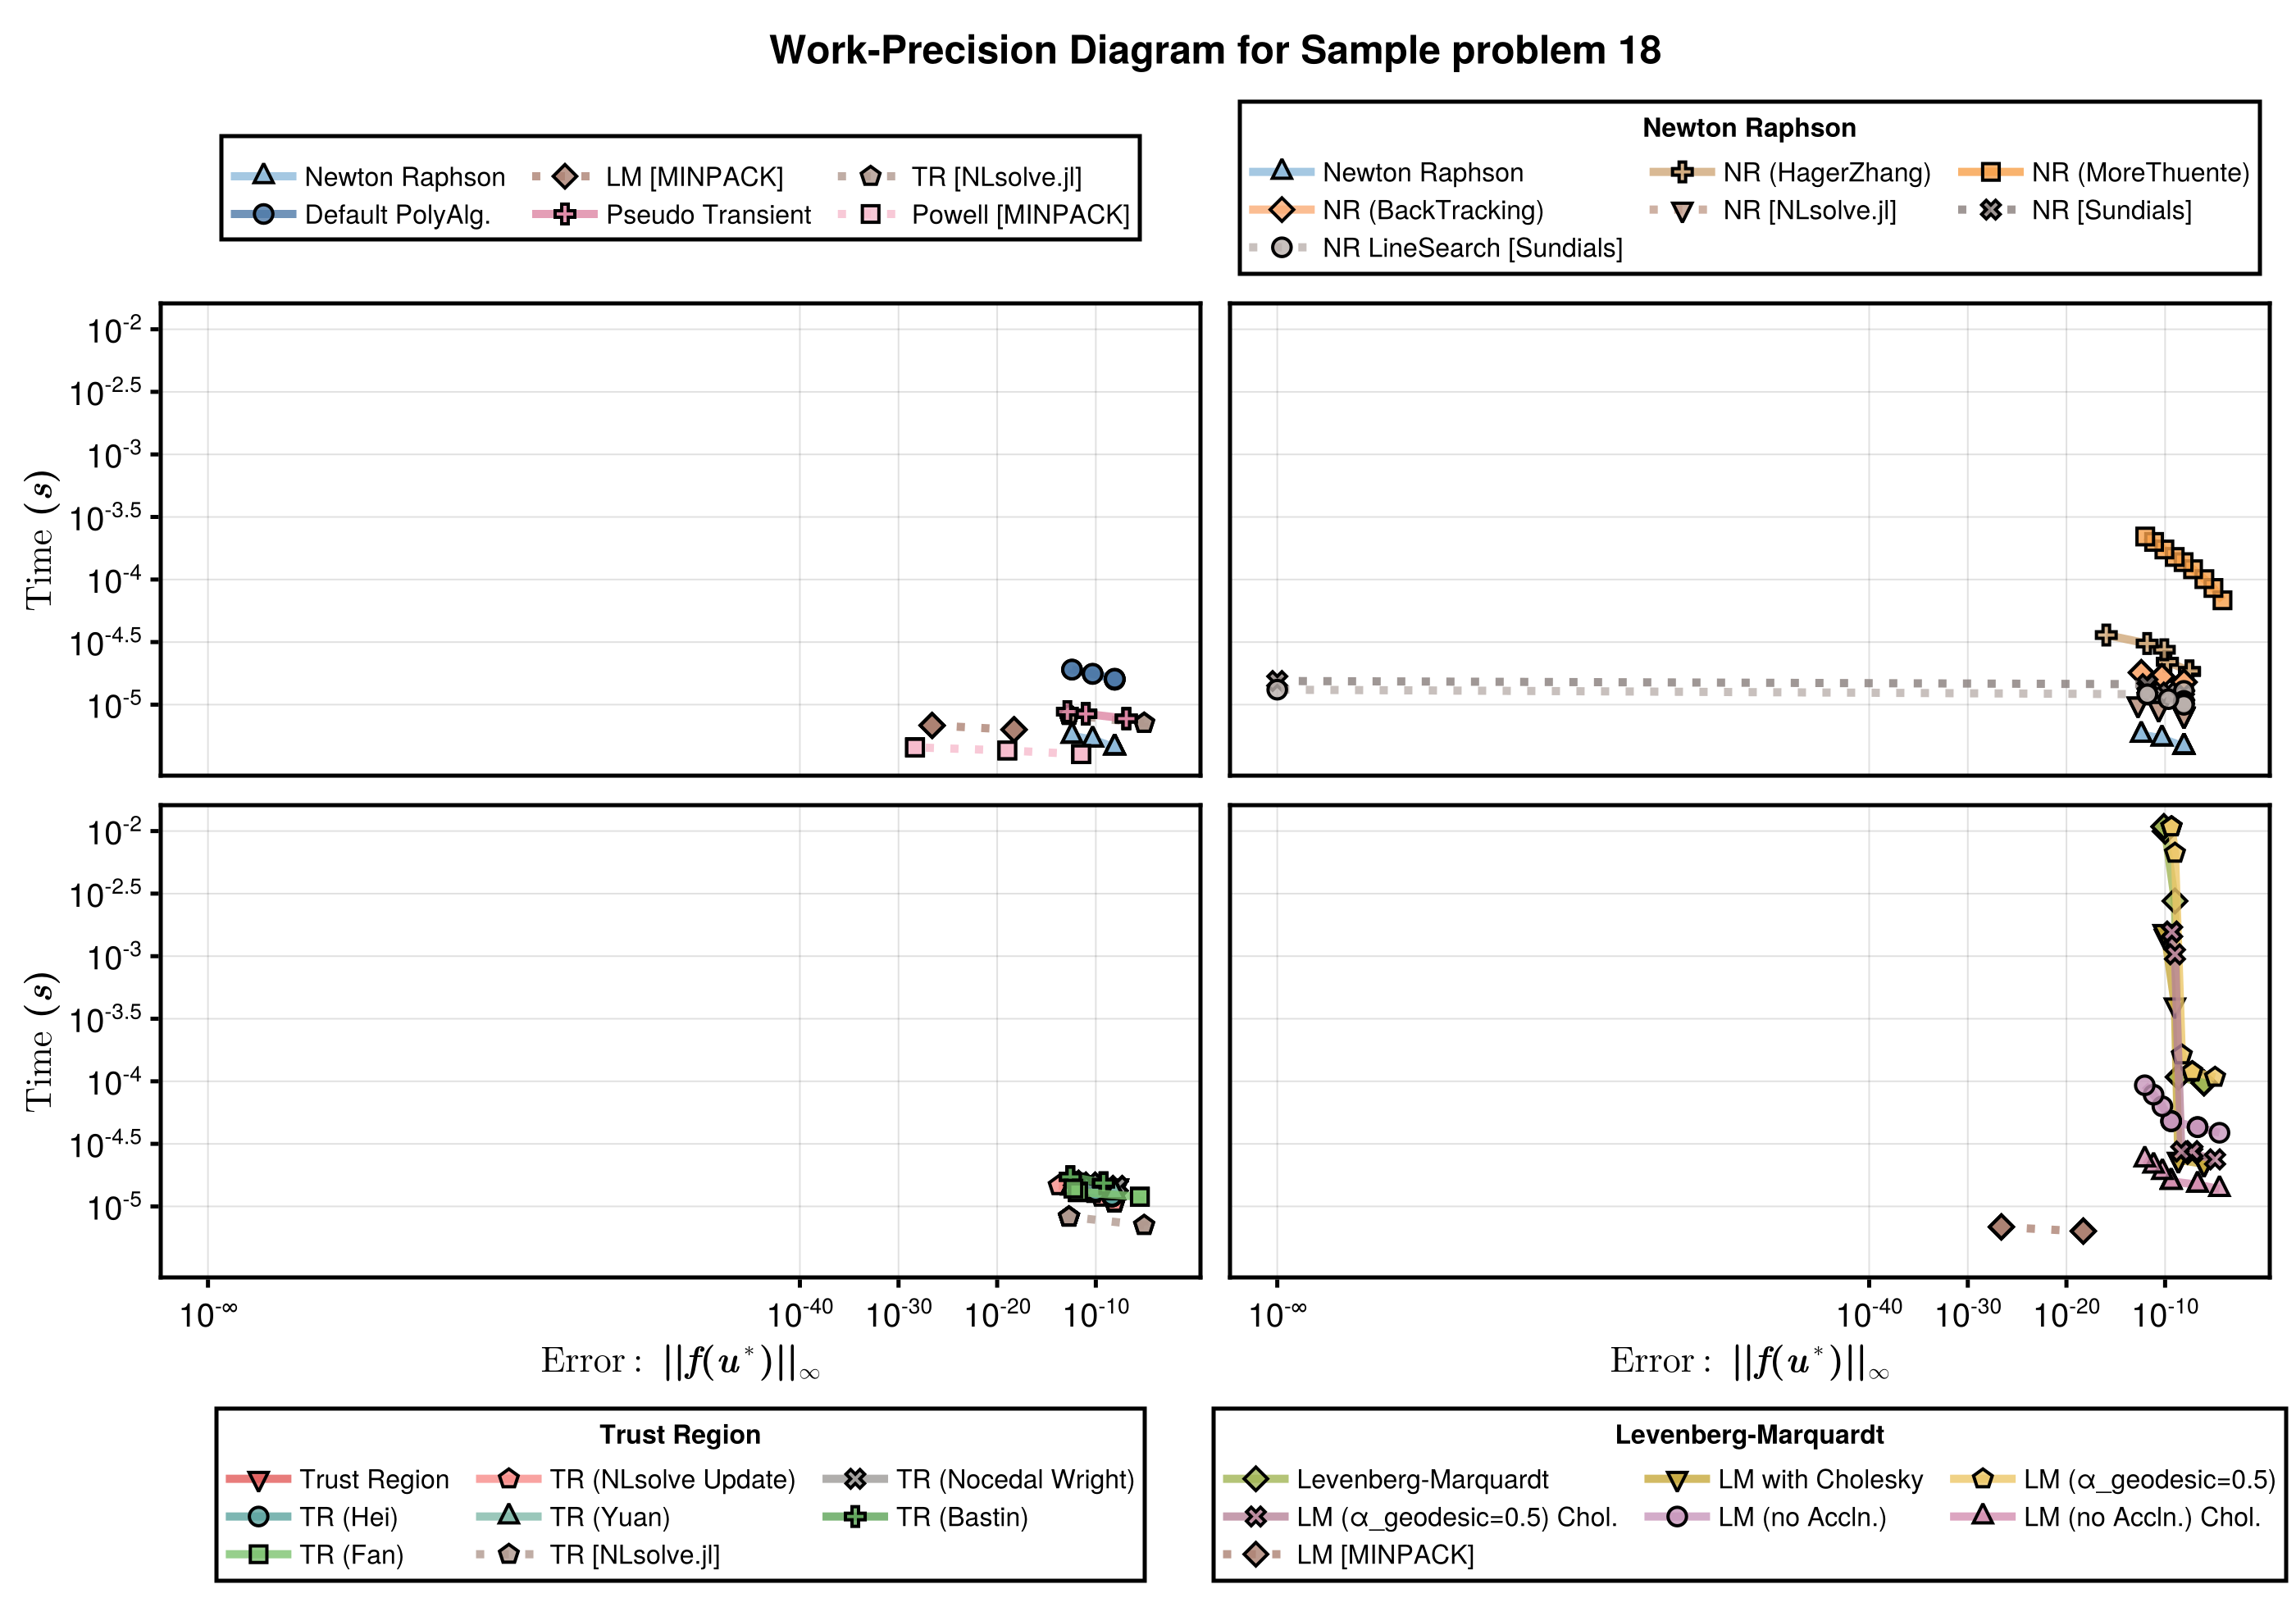 Work-Precision Diagram for Sample problem 18
Newton Raphson LM [MINPACK] TR [NLsolve.jl]
Default PolyAlg. Pseudo Transient Powell [MINPACK]
Newton Raphson
Newton Raphson NR (HagerZhang) NR (MoreThuente)
NR (BackTracking) NR [NLsolve.jl] NR [Sundials]
NR LineSearch [Sundials]
10^-2
10^-2.5
10^-3
10^-3.5
10^-4
10^-4.5
10^-5
Time (s)
10^-2
10^-2.5
10^-3
10^-3.5
10^-4
10^-4.5
10^-5
Time (s)
10^-∞ 10^-40 10^-30 10^-20 10^-10
10^-∞ 10^-40 10^-30 10^-20 10^-10
Error: ||f(u*)||∞
Error: ||f(u*)||∞
Trust Region
Trust Region TR (NLsolve Update) TR (Nocedal Wright)
TR (Hei) TR (Yuan) TR (Bastin)
TR (Fan) TR [NLsolve.jl]
Levenberg-Marquardt
Levenberg-Marquardt LM with Cholesky LM (α_geodesic=0.5)
LM (α_geodesic=0.5) Chol. LM (no Accln.) LM (no Accln.) Chol.
LM [MINPACK]